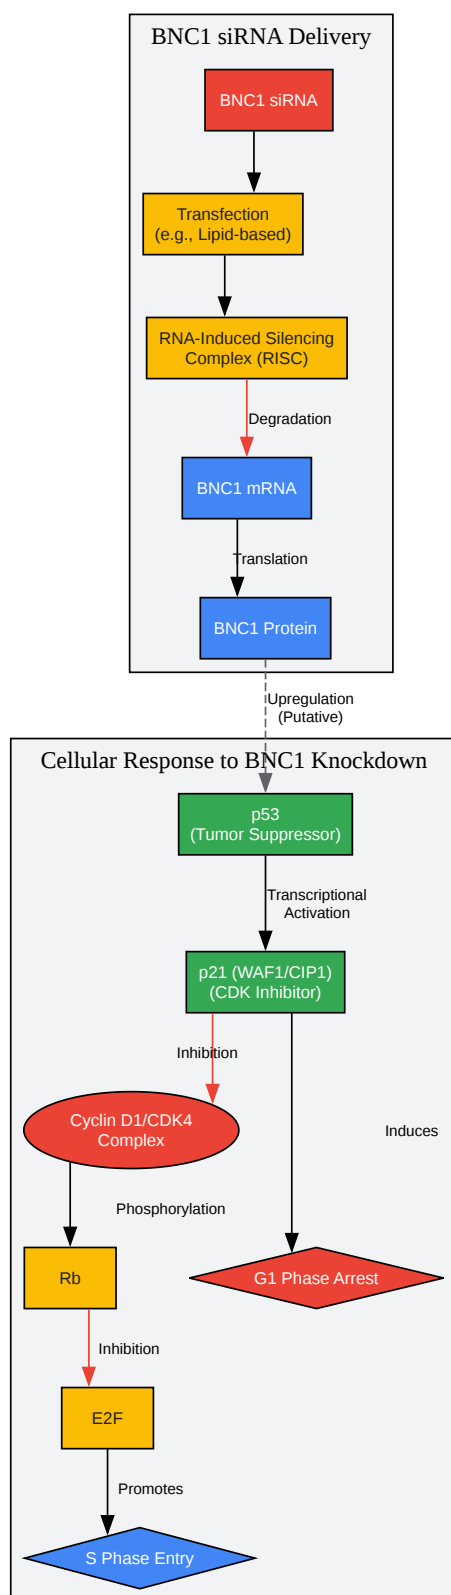 BNC1 siRNA Delivery
BNC1 siRNA
Transfection
(e.g., Lipid-based)
RNA-Induced Silencing
Complex (RISC)
Degradation
BNC1 mRNA
Translation
BNC1 Protein
Upregulation
(Putative)
Cellular Response to BNC1 Knockdown
p53
(Tumor Suppressor)
Transcriptional
Activation
p21 (WAF1/CIP1)
(CDK Inhibitor)
Inhibition
Cyclin D1/CDK4
Complex
Induces
Phosphorylation
Rb
G1 Phase Arrest
Inhibition
E2F
Promotes
S Phase Entry